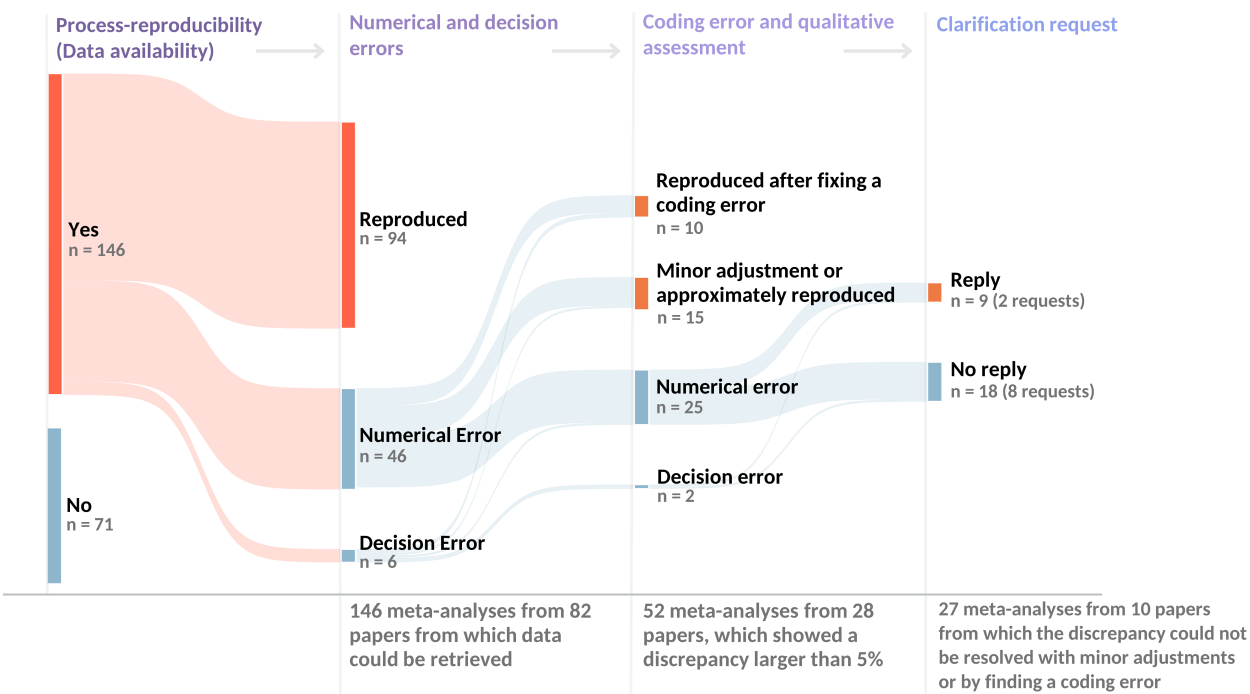 Process-reproducibility
(Data availability)
Numerical and decision
errors
Coding error and qualitative
assessment
Clarification request
Yes
n = 146
No
n = 71
Reproduced
n = 94
Numerical Error
n = 46
Decision Error
n = 6
Reproduced after fixing a
coding error
n = 10
Minor adjustment or
approximately reproduced
n = 15
Numerical error
n = 25
Decision error
n = 2
Reply
n = 9 (2 requests)
No reply
n = 18 (8 requests)
146 meta-analyses from 82
papers from which data
could be retrieved
52 meta-analyses from 28
papers, which showed a
discrepancy larger than 5%
27 meta-analyses from 10 papers
from which the discrepancy could not
be resolved with minor adjustments
or by finding a coding error